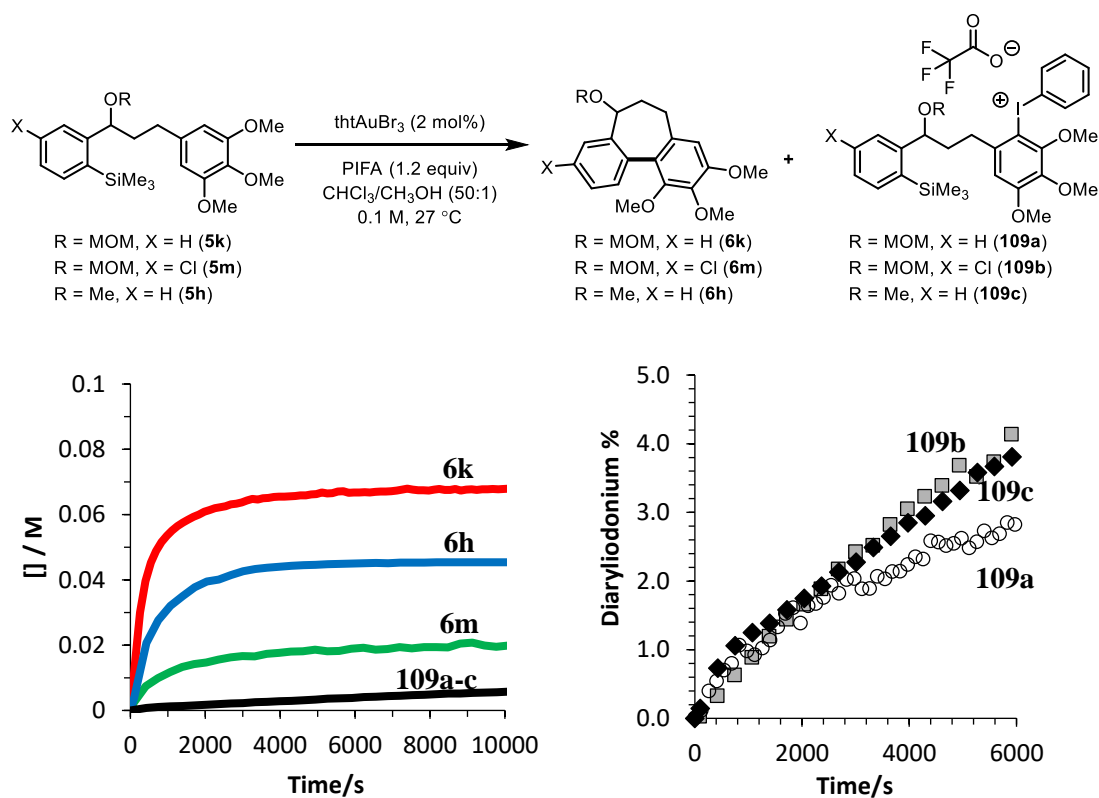 OR
X
SiMe3
OMe
OMe
OMe
thtAuBr3 (2 mol%)
PIFA (1.2 equiv)
CHCl3/CH3OH (50:1)
0.1 M, 27 °C
RO
X
MeO
OMe
OMe
+
O
F
F
F
O
⊖
+
I
OR
X
SiMe3
OMe
OMe
OMe
R = MOM, X = H (5k)
R = MOM, X = Cl (5m)
R = Me, X = H (5h)
R = MOM, X = H (6k)
R = MOM, X = Cl (6m)
R = Me, X = H (6h)
R = MOM, X = H (109a)
R = MOM, X = Cl (109b)
R = Me, X = H (109c)
[] / M
0.1
0.08
0.06
0.04
0.02
0
6k
6h
6m
109a-c
0 2000 4000 6000 8000 10000
Time/s
Diaryliodonium %
5.0
4.0
3.0
2.0
1.0
0.0
109b
109c
109a
0 2000 4000 6000
Time/s